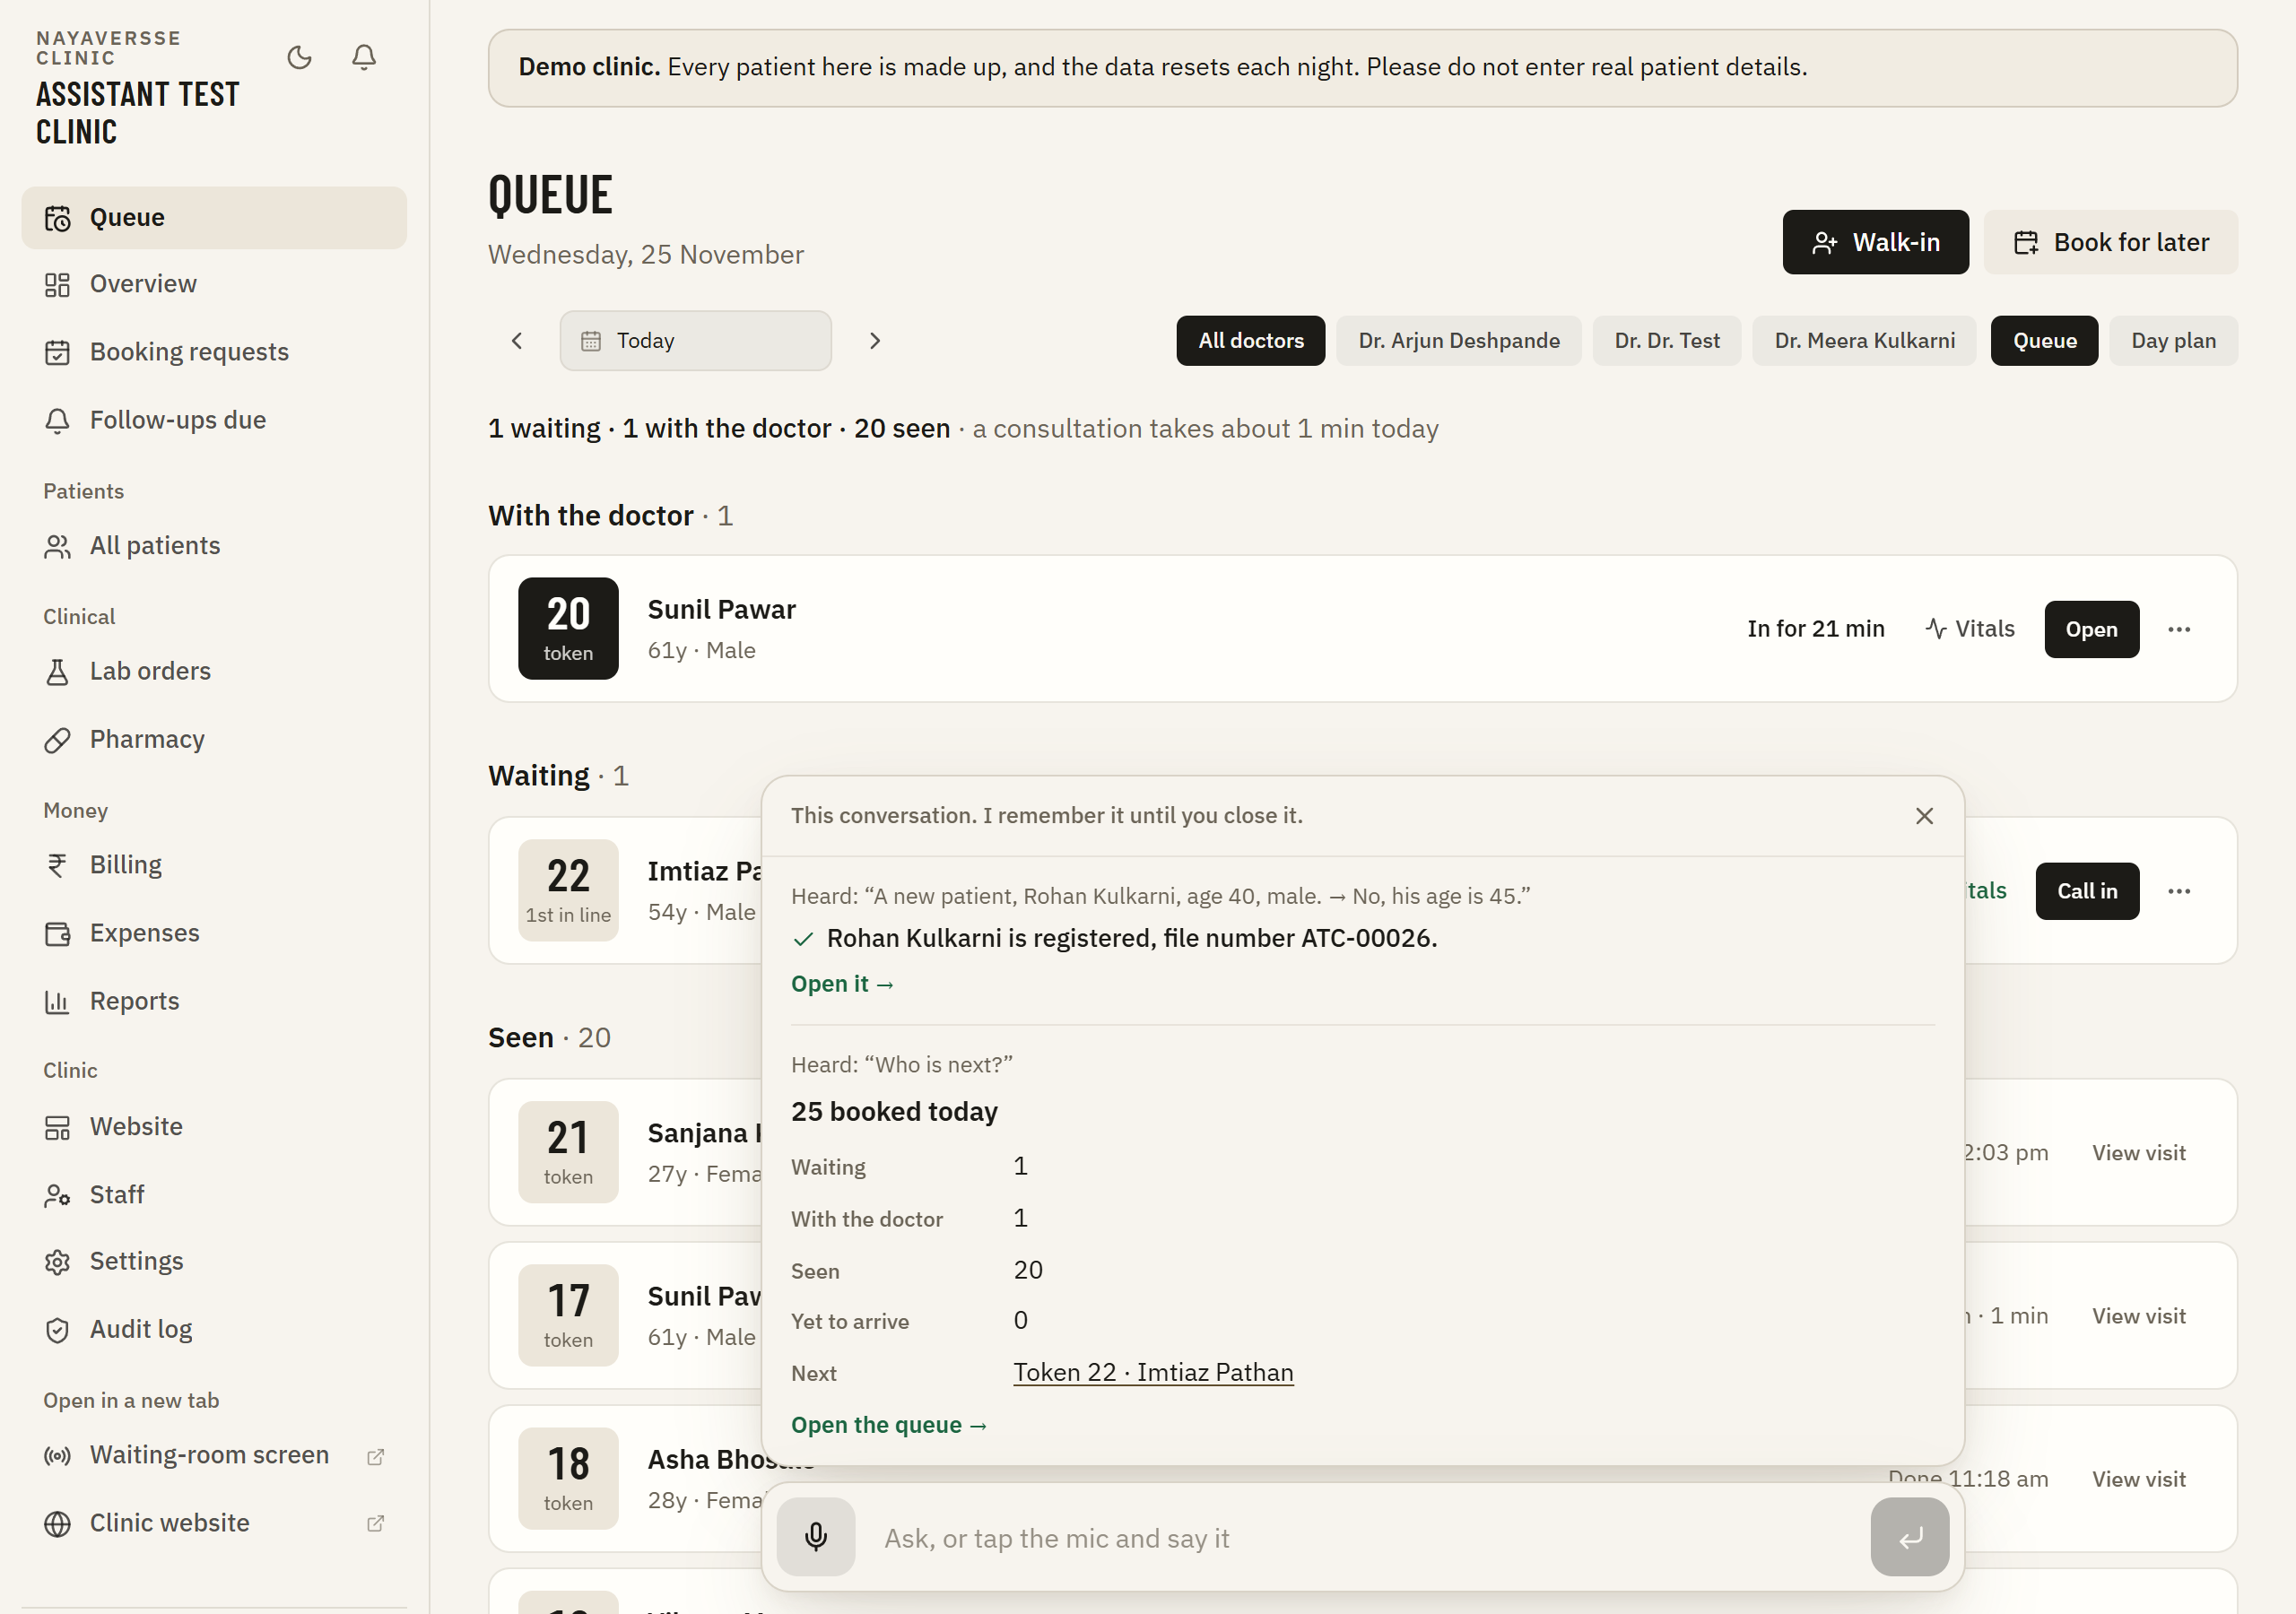 NAYAVERSSE
CLINIC
ASSISTANT TEST
CLINIC
Queue
Overview
Booking requests
Follow-ups due
Patients
All patients
Clinical
Lab orders
Pharmacy
Money
Billing
Expenses
Reports
Clinic
Website
Staff
Settings
Audit log
Open in a new tab
Waiting-room screen
Clinic website
Demo clinic. Every patient here is made up, and the data resets each night. Please do not enter real patient details.
QUEUE
Wednesday, 25 November
Walk-in
Book for later
Today
All doctors
Dr. Arjun Deshpande
Dr. Dr. Test
Dr. Meera Kulkarni
Queue
Day plan
1 waiting · 1 with the doctor · 20 seen · a consultation takes about 1 min today
With the doctor · 1
20
token
Sunil Pawar
61y · Male
In for 21 min
Vitals
Open
Waiting · 1
22
1st in line
Imtiaz
54y · Male
Call in
Seen · 20
21
token
Sanjana
27y
2:03 pm
View visit
17
token
Sunil
61y · Male
· 1 min
View visit
18
token
Asha
28y
Done 11:18 am
View visit
This conversation. I remember it until you close it.
Heard: “A new patient, Rohan Kulkarni, age 40, male. → No, his age is 45.”
Rohan Kulkarni is registered, file number ATC-00026.
Open it →
Heard: “Who is next?”
25 booked today
Waiting 1
With the doctor 1
Seen 20
Yet to arrive 0
Next Token 22 · Imtiaz Pathan
Open the queue →
Ask, or tap the mic and say it